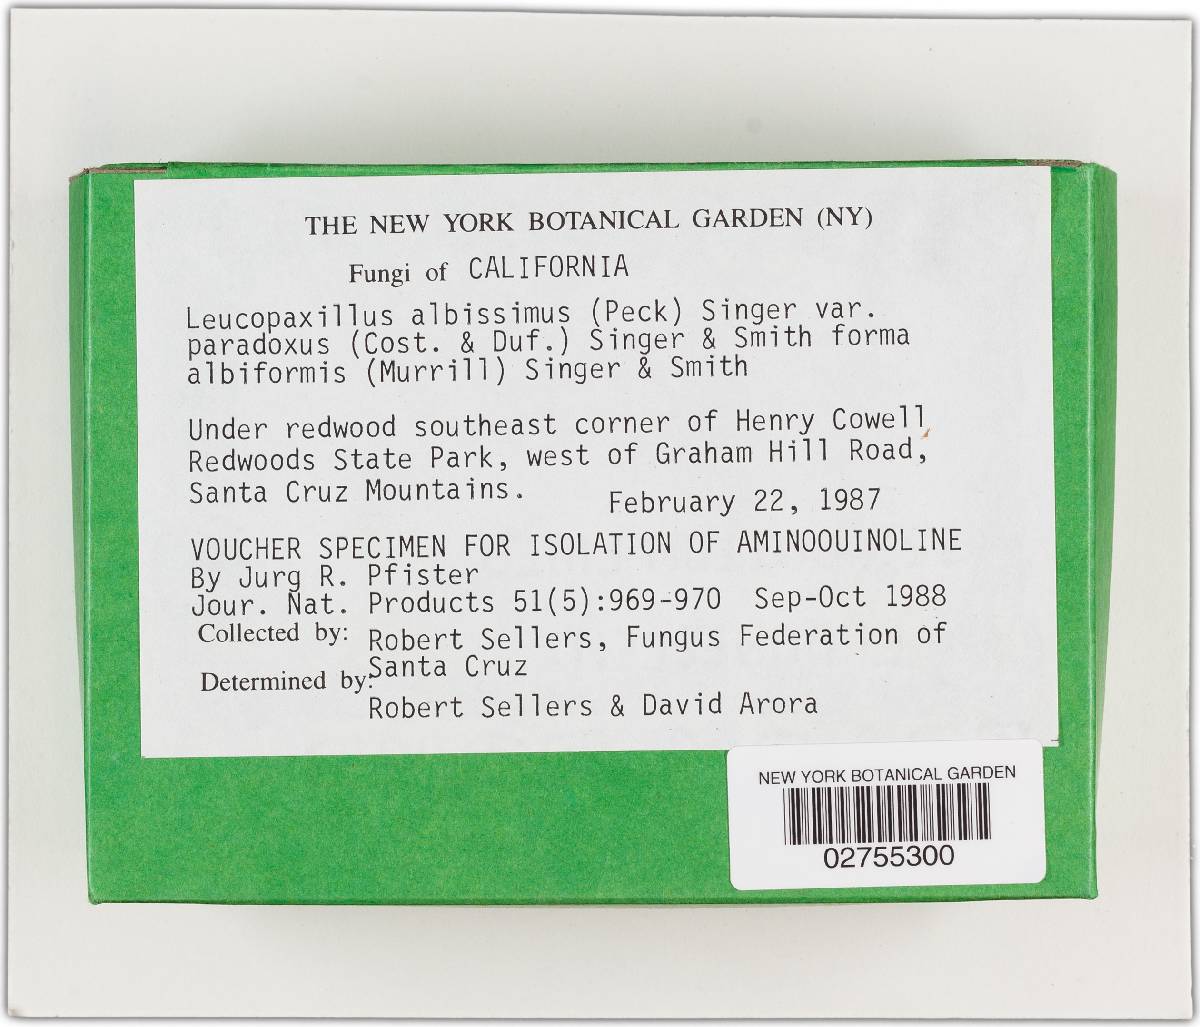 THE NEW YORK BOTANICAL GARDEN (NY)
Fungi of CALIFORNIA
Leucopaxillus albissimus (Peck) Singer var.
paradoxus (Cost. & Duf.) Singer & Smith forma
albiformis (Murrill) Singer & Smith
Under redwood southeast corner of Henry Cowell
Redwoods State Park, west of Graham Hill Road,
Santa Cruz Mountains.
February 22, 1987
VOUCHER SPECIMEN FOR ISOLATION OF AMINOOUINOLINE
By Jurg R. Pfister
Jour. Nat. Products 51(5):969-970 Sep-Oct 1988
Collected by: Robert Sellers, Fungus Federation of
Santa Cruz
Determined by:
Robert Sellers & David Arora
NEW YORK BOTANICAL GARDEN
02755300